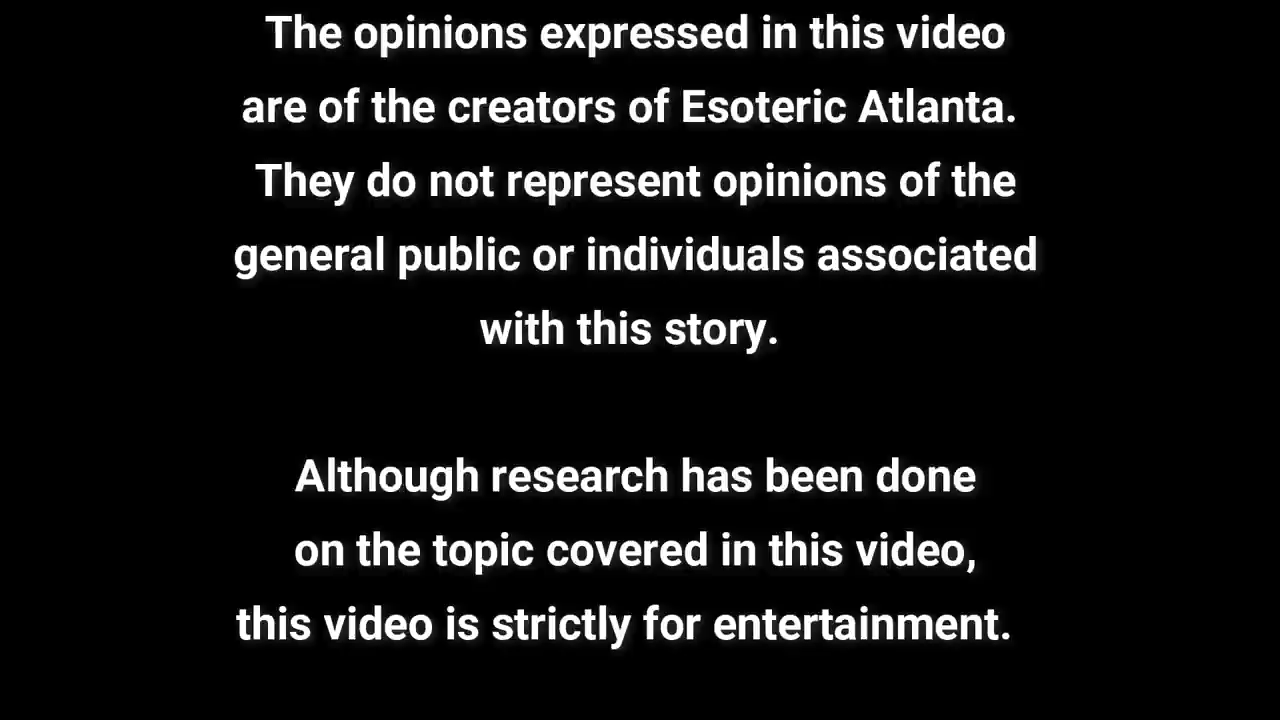 The opinions expressed in this video
are of the creators of Esoteric Atlanta.
They do not represent opinions of the
general public or individuals associated
with this story.
Although research has been done
on the topic covered in this video,
this video is strictly for entertainment.